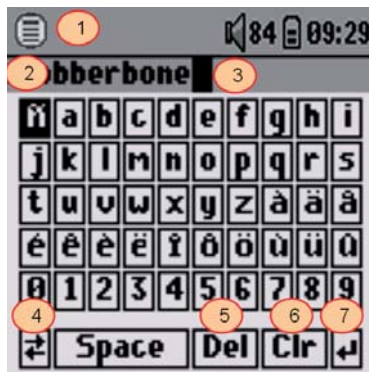 1 84 09:29
2 bberbone 3
a b c d e f g h i
j k l m n o p q r s
t u v w x y z à ä â
é ê è ë î ô ö ù ü û
0 1 2 3 4 5 6 7 8 9
4 5 6 7
Space Del Clr